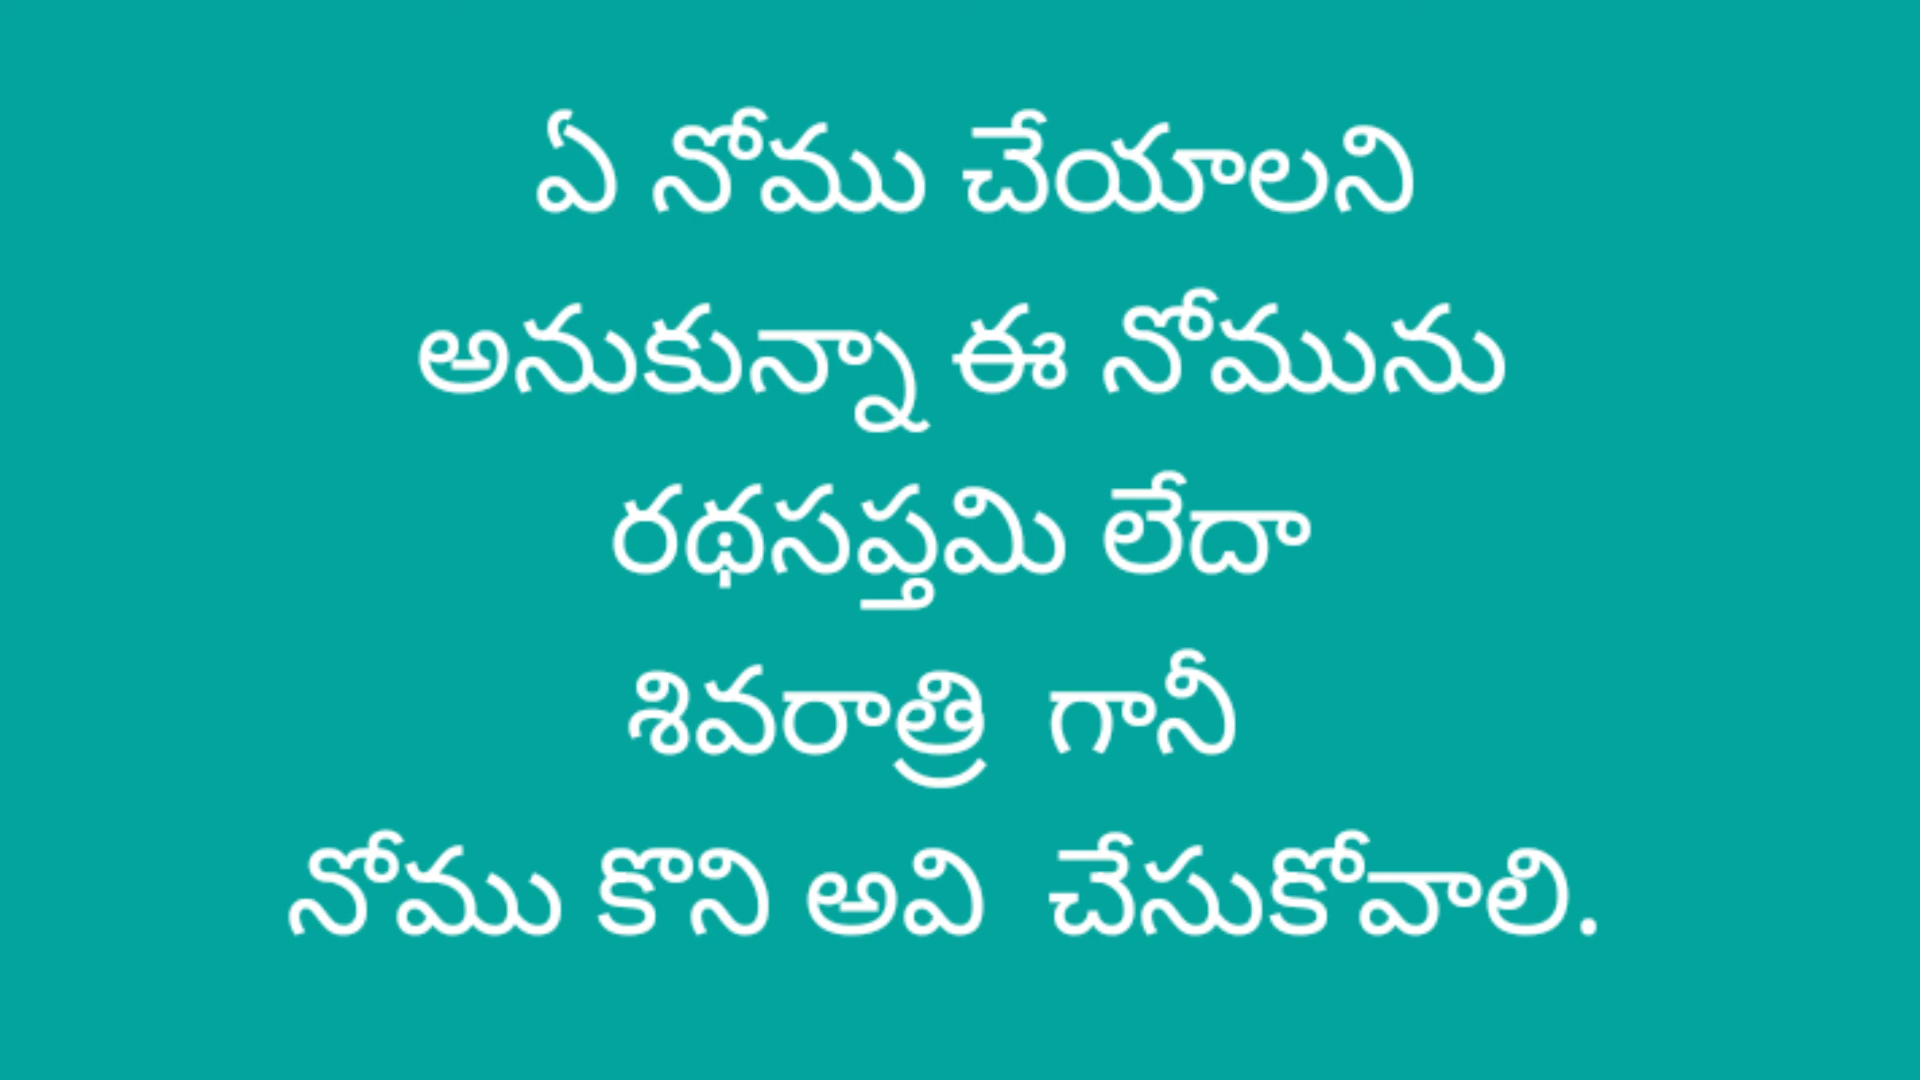 ఏ నోము చేయాలని
అనుకున్నా ఈ నోమును
రథసప్తమి లేదా
శివరాత్రి గానీ
నోము కొని అవి చేసుకోవాలి.